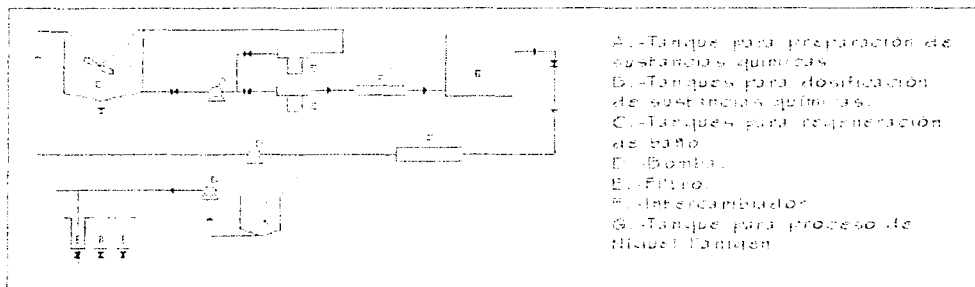 A.-Tanque para preparación de
sustancias químicas
B.-Tanques para dosificación
de sustancias químicas.
C.-Tanques para regeneración
de baño
D.-Bomba.
E.-Filtro.
F.-Intercambiador
G.-Tanque para proceso de
Níquel